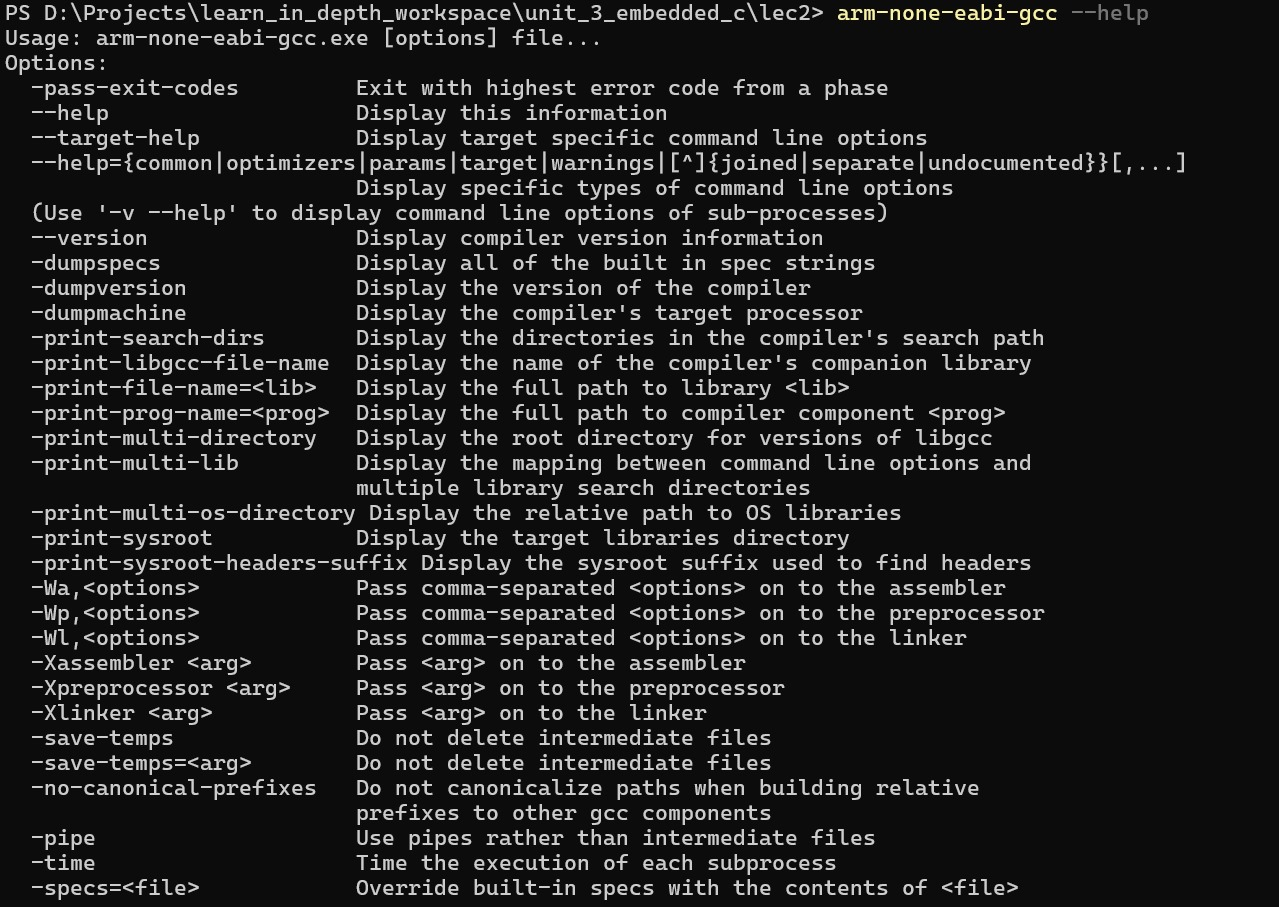 PS D:\Projects\learn_in_depth_workspace\unit_3_embedded_c\lec2> arm-none-eabi-gcc --help
Usage: arm-none-eabi-gcc.exe [options] file...
Options:
  -pass-exit-codes         Exit with highest error code from a phase
  --help                   Display this information
  --target-help            Display target specific command line options
  --help={common|optimizers|params|target|warnings|[^]{joined|separate|undocumented}}[,...]
                           Display specific types of command line options
  (Use '-v --help' to display command line options of sub-processes)
  --version                Display compiler version information
  -dumpspecs               Display all of the built in spec strings
  -dumpversion             Display the version of the compiler
  -dumpmachine             Display the compiler's target processor
  -print-search-dirs       Display the directories in the compiler's search path
  -print-libgcc-file-name  Display the name of the compiler's companion library
  -print-file-name=<lib>   Display the full path to library <lib>
  -print-prog-name=<prog>  Display the full path to compiler component <prog>
  -print-multi-directory   Display the root directory for versions of libgcc
  -print-multi-lib         Display the mapping between command line options and
                           multiple library search directories
  -print-multi-os-directory Display the relative path to OS libraries
  -print-sysroot           Display the target libraries directory
  -print-sysroot-headers-suffix Display the sysroot suffix used to find headers
  -Wa,<options>            Pass comma-separated <options> on to the assembler
  -Wp,<options>            Pass comma-separated <options> on to the preprocessor
  -Wl,<options>            Pass comma-separated <options> on to the linker
  -Xassembler <arg>        Pass <arg> on to the assembler
  -Xpreprocessor <arg>     Pass <arg> on to the preprocessor
  -Xlinker <arg>           Pass <arg> on to the linker
  -save-temps              Do not delete intermediate files
  -save-temps=<arg>        Do not delete intermediate files
  -no-canonical-prefixes   Do not canonicalize paths when building relative
                           prefixes to other gcc components
  -pipe                    Use pipes rather than intermediate files
  -time                    Time the execution of each subprocess
  -specs=<file>            Override built-in specs with the contents of <file>